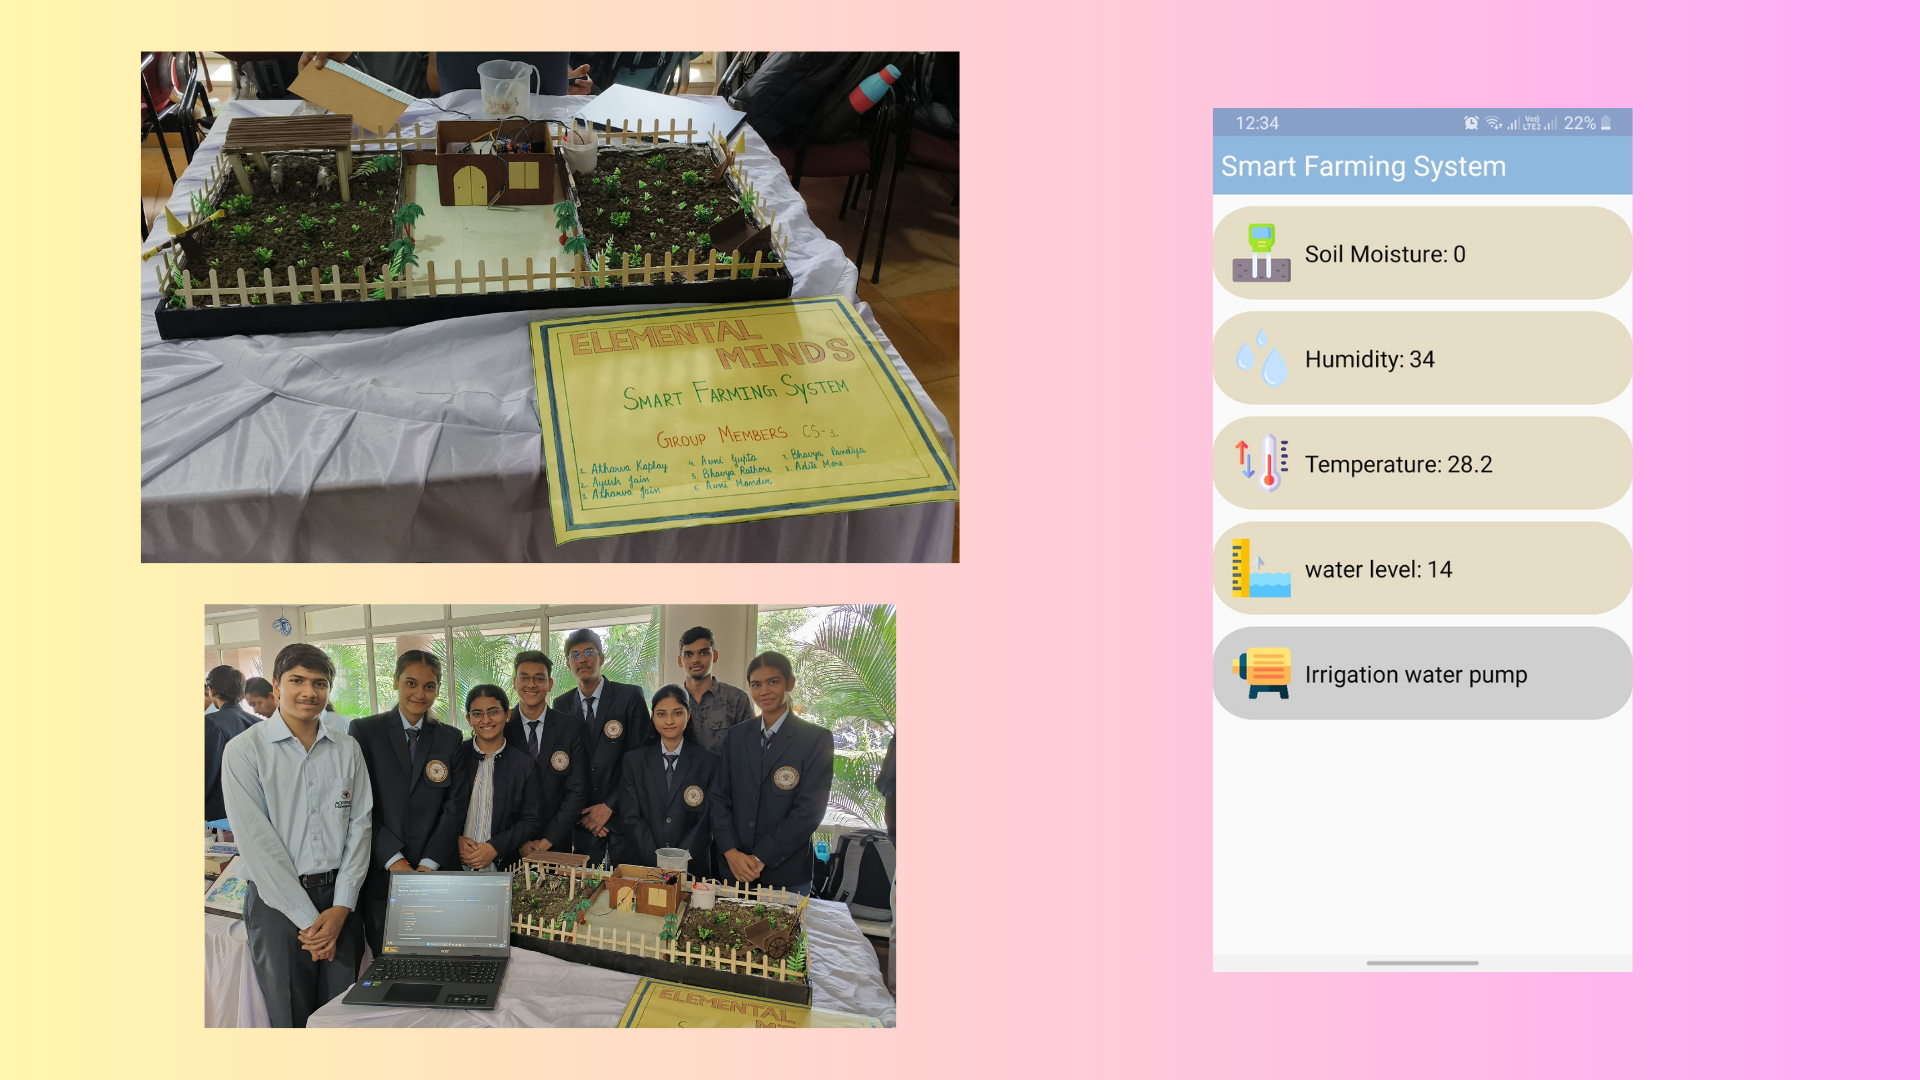 ELEMENTAL
MINDS
SMART FARMING SYSTEM
GROUP MEMBERS CS-1
1. Atharva Kaplay
2. Ayush Jain
3. Atharva Jain
4. Avni Gupta
5. Bhavya Rathore
6. Avni Mandve
7. Bhavya Pandiya
8. Aditi More
ELEMENTAL
12:34
22%
Smart Farming System
Soil Moisture: 0
Humidity: 34
Temperature: 28.2
water level: 14
Irrigation water pump